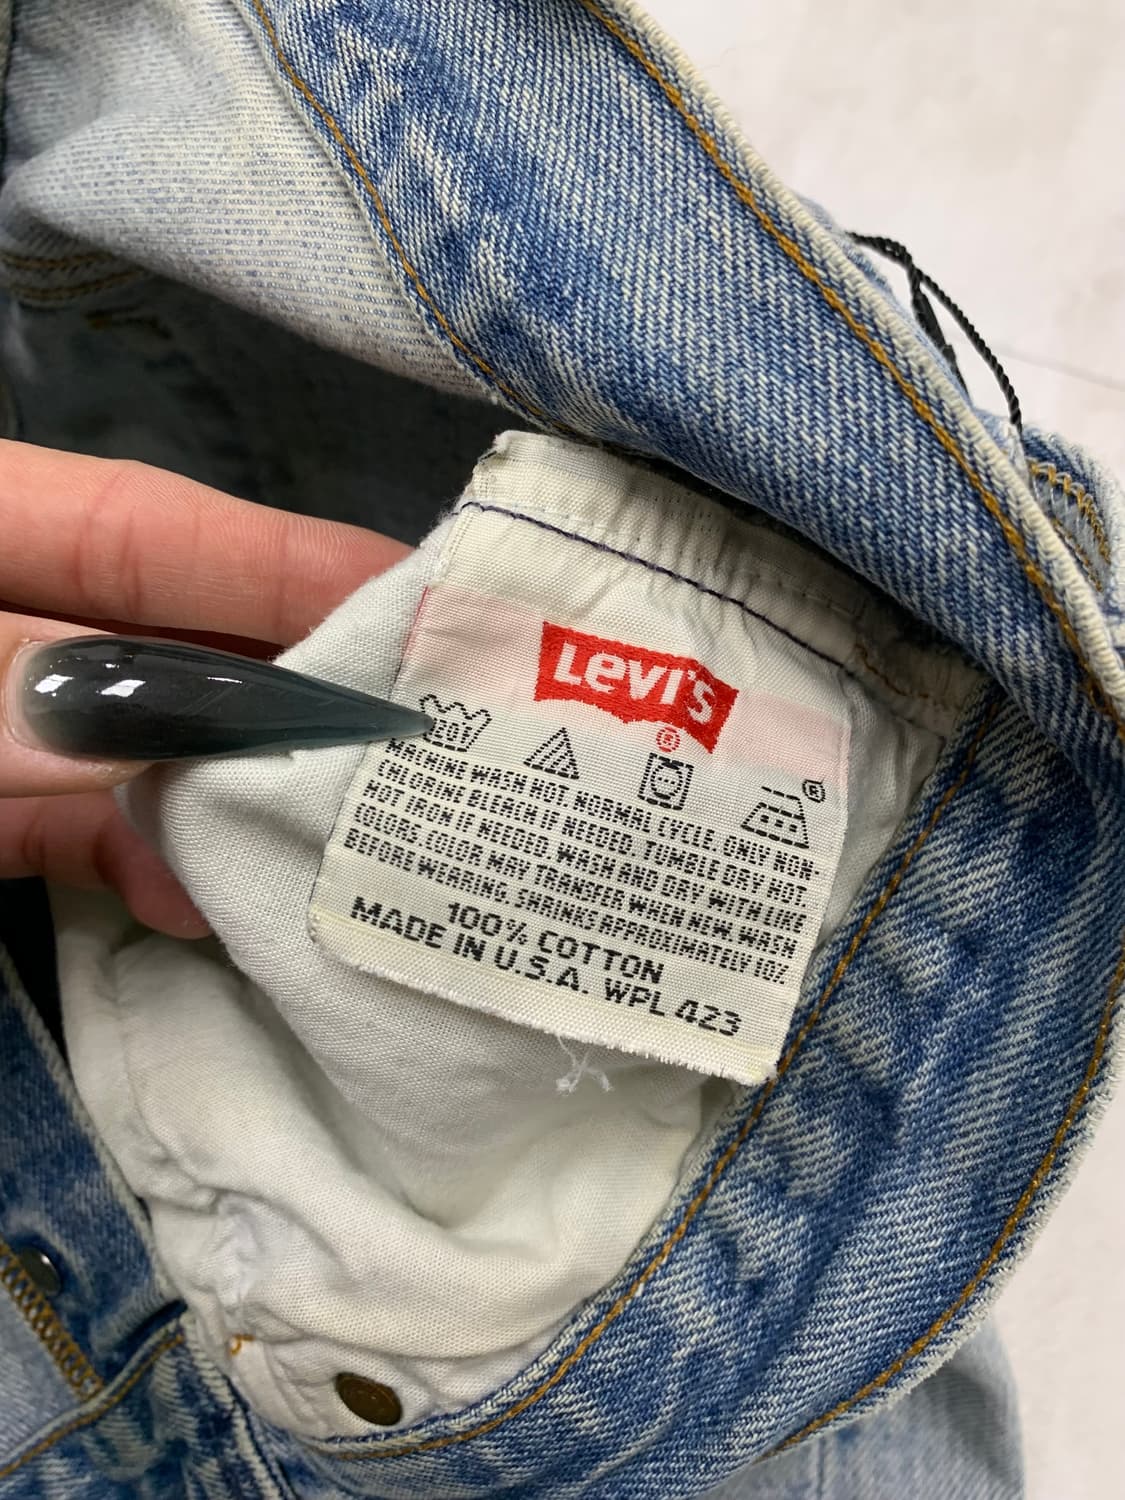 Levi's
®
®
MACHINE WASH HOT. NORMAL CYCLE. ONLY NON-
CHLORINE BLEACH IF NEEDED. TUMBLE DRY HOT.
HOT IRON IF NEEDED. WASH AND DRY WITH LIKE
COLORS. COLOR MAY TRANSFER WHEN NEW. WASH
BEFORE WEARING. SHRINKS APPROXIMATELY 10%
100% COTTON
MADE IN U.S.A. WPL 423